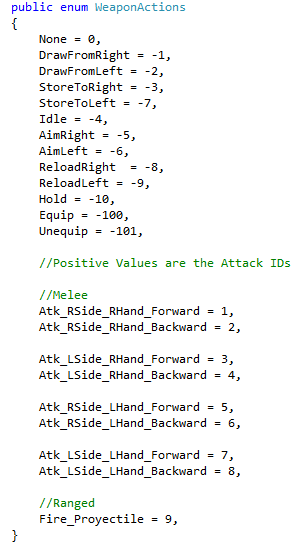 public enum WeaponActions
{
None = 0,
DrawFromRight = -1,
DrawFromLeft = -2,
StoreToRight = -3,
StoreToLeft = -7,
Idle = -4,
AimRight = -5,
AimLeft = -6,
ReloadRight  = -8,
ReloadLeft = -9,
Hold = -10,
Equip = -100,
Unequip = -101,
//Positive Values are the Attack IDs
//Melee
Atk_RSide_RHand_Forward = 1,
Atk_RSide_RHand_Backward = 2,
Atk_LSide_RHand_Forward = 3,
Atk_LSide_RHand_Backward = 4,
Atk_RSide_LHand_Forward = 5,
Atk_RSide_LHand_Backward = 6,
Atk_LSide_LHand_Forward = 7,
Atk_LSide_LHand_Backward = 8,
//Ranged
Fire_Proyectile = 9,
}